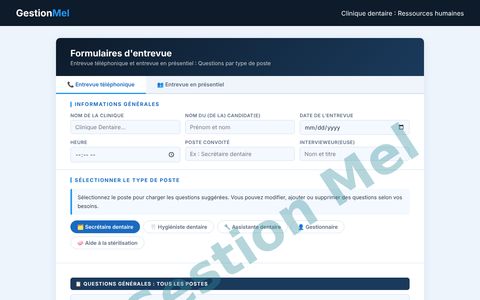 GestionMel
Clinique dentaire : Ressources humaines
Formulaires d'entrevue
Entrevue téléphonique et entrevue en présentiel : Questions par type de poste
Entrevue téléphonique
Entrevue en présentiel
INFORMATIONS GÉNÉRALES
NOM DE LA CLINIQUE
NOM DU (DE LA) CANDIDAT(E)
DATE DE L'ENTREVUE
Clinique Dentaire...
Prénom et nom
mm/dd/yyyy
HEURE
POSTE CONVOITÉ
INTERVIEWEUR(EUSE)
--:-- --
Ex : Secrétaire dentaire
Nom et titre
SÉLECTIONNER LE TYPE DE POSTE
Sélectionnez le poste pour charger les questions suggérées. Vous pouvez modifier, ajouter ou supprimer des questions selon vos
besoins.
Secrétaire dentaire
Hygiéniste dentaire
Assistante dentaire
Gestionnaire
Aide à la stérilisation
QUESTIONS GÉNÉRALES : TOUS LES POSTES
Gestion Mel